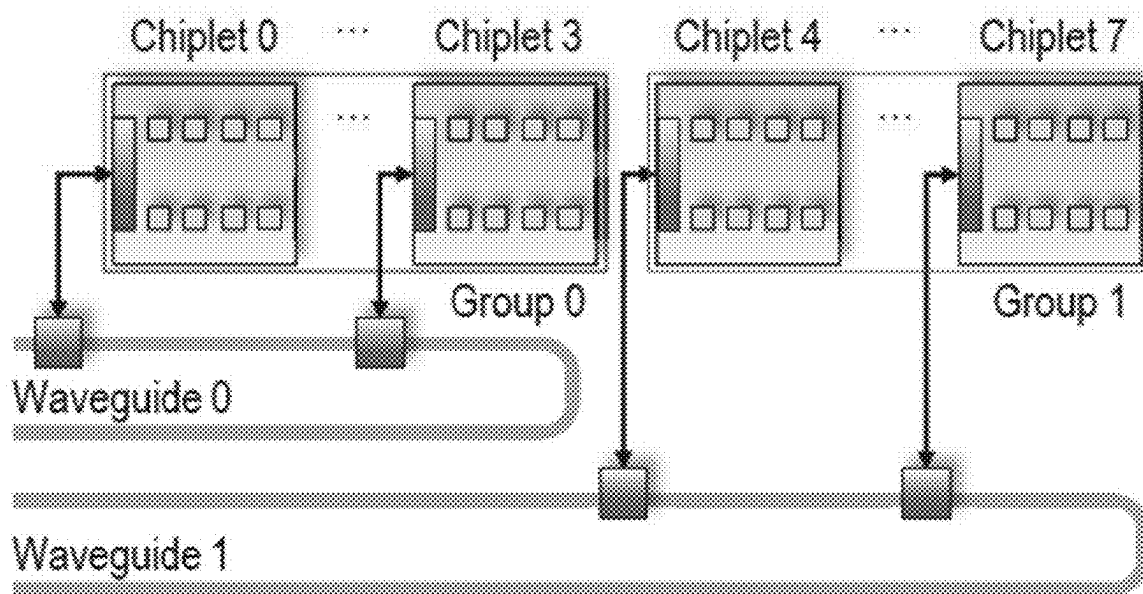 Chiplet 0 ... Chiplet 3 Chiplet 4 ... Chiplet 7
... ...
Group 0 Group 1
Waveguide 0
Waveguide 1